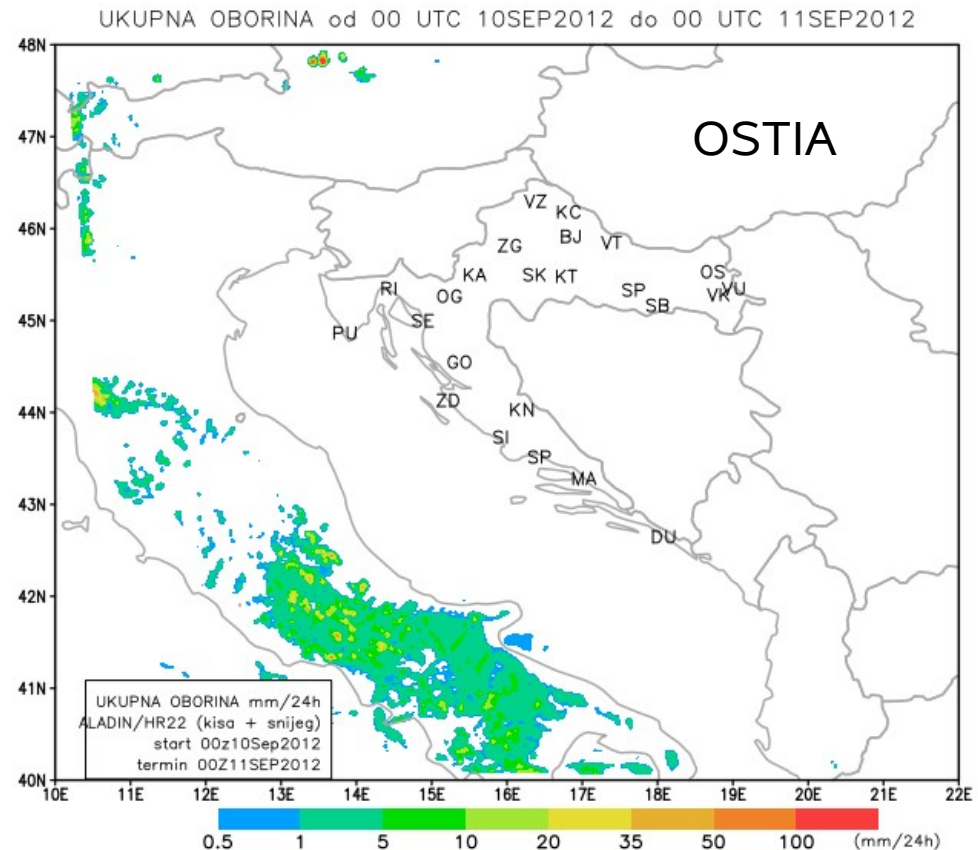 UKUPNA OBORINA od 00 UTC 10SEP2012 do 00 UTC 11SEP2012
48N
47N
46N
45N
44N
43N
42N
41N
40N
OSTIA
VZ
KC
ZG
BJ
VT
KA
SK
KT
OS
RI
OG
SP
SB
VK
VU
PU
SE
GO
ZD
KN
SI
SP
MA
DU
UKUPNA OBORINA mm/24h
ALADIN/HR22 (kisa + snijeg)
start 00z10Sep2012
termin 00Z11SEP2012
10E 11E 12E 13E 14E 15E 16E 17E 18E 19E 20E 21E 22E
0.5 1 5 10 20 35 50 100 (mm/24h)